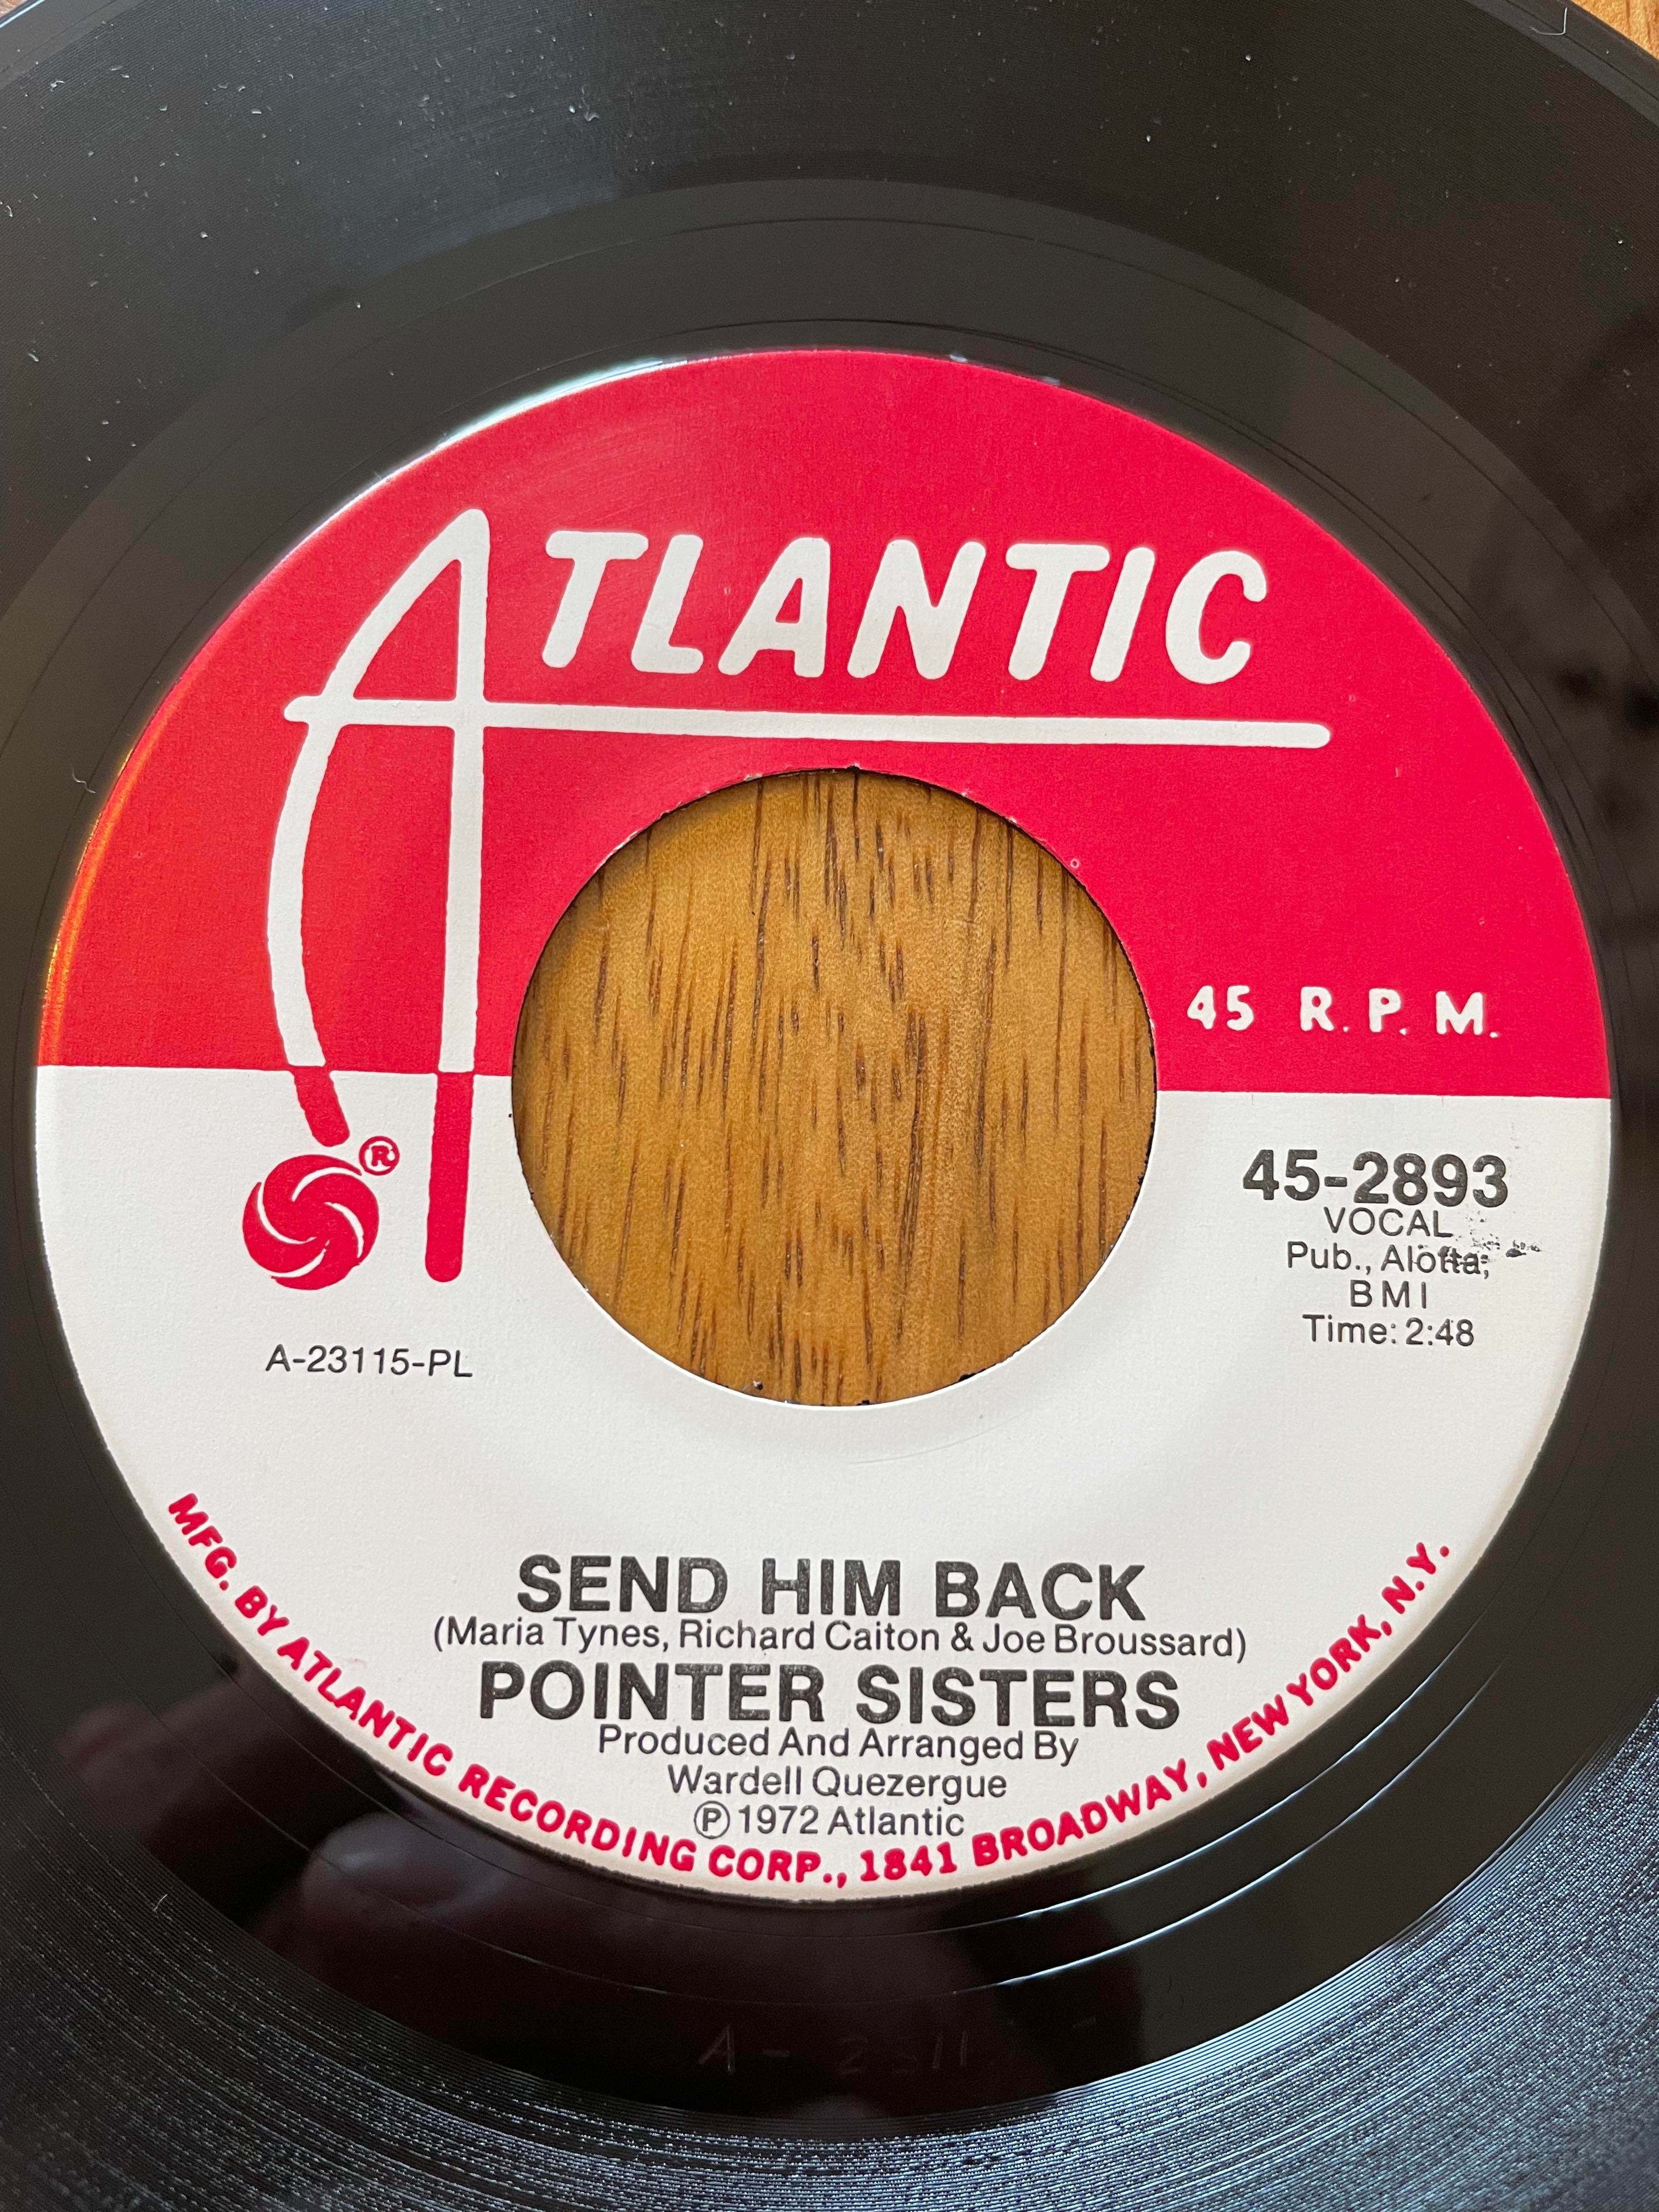 ATLANTIC
45 R.P.M.
®
45-2893
VOCAL
Pub., Alotta,
BMI
Time: 2:48
A-23115-PL
SEND HIM BACK
(Maria Tynes, Richard Caiton & Joe Broussard)
POINTER SISTERS
Produced And Arranged By
Wardell Quezergue
℗ 1972 Atlantic
MFG. BY ATLANTIC RECORDING CORP., 1841 BROADWAY, NEW YORK, N.Y.